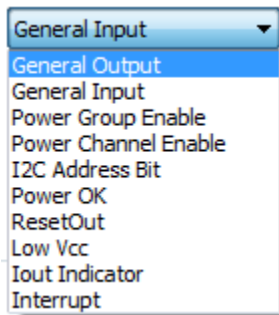 General Input
General Output
General Input
Power Group Enable
Power Channel Enable
I2C Address Bit
Power OK
ResetOut
Low Vcc
Iout Indicator
Interrupt